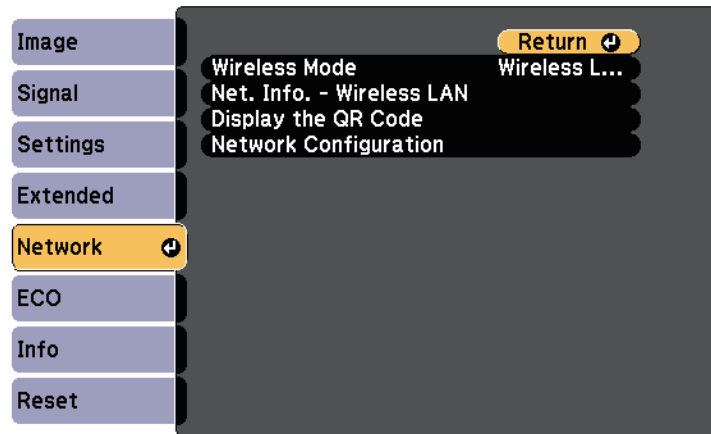 Image
Signal
Settings
Extended
Network
ECO
Info
Reset
Return
Wireless Mode Wireless L...
Net. Info. - Wireless LAN
Display the QR Code
Network Configuration